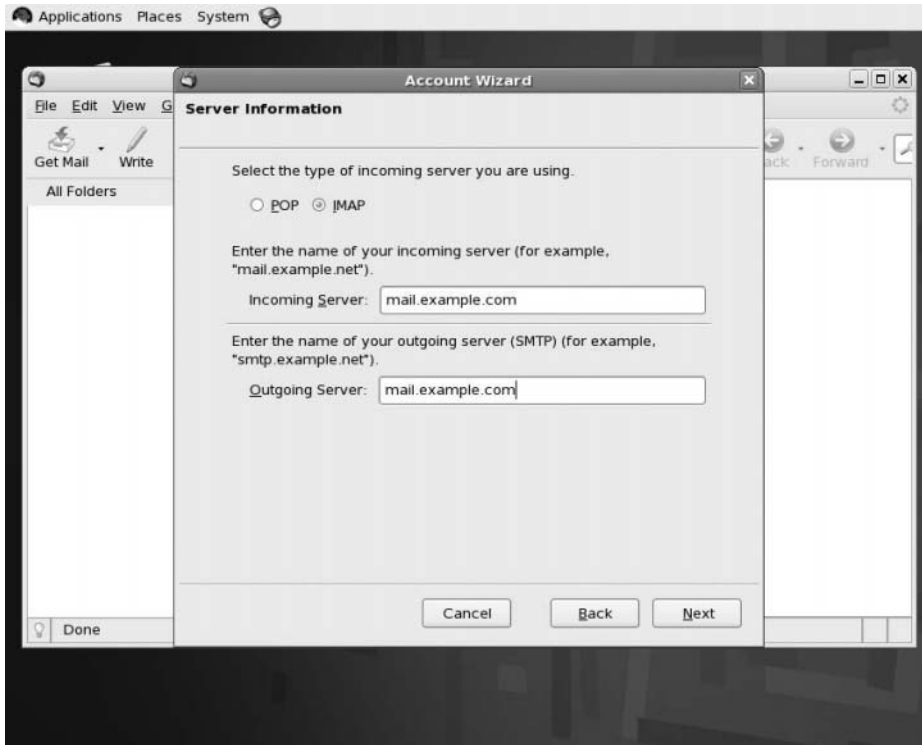 Applications Places System
Account Wizard
File Edit View G
Server Information
Get Mail Write
Back Forward
All Folders
Select the type of incoming server you are using.
POP IMAP
Enter the name of your incoming server (for example,
"mail.example.net").
Incoming Server: mail.example.com
Enter the name of your outgoing server (SMTP) (for example,
"smtp.example.net").
Outgoing Server: mail.example.com
Cancel Back Next
Done